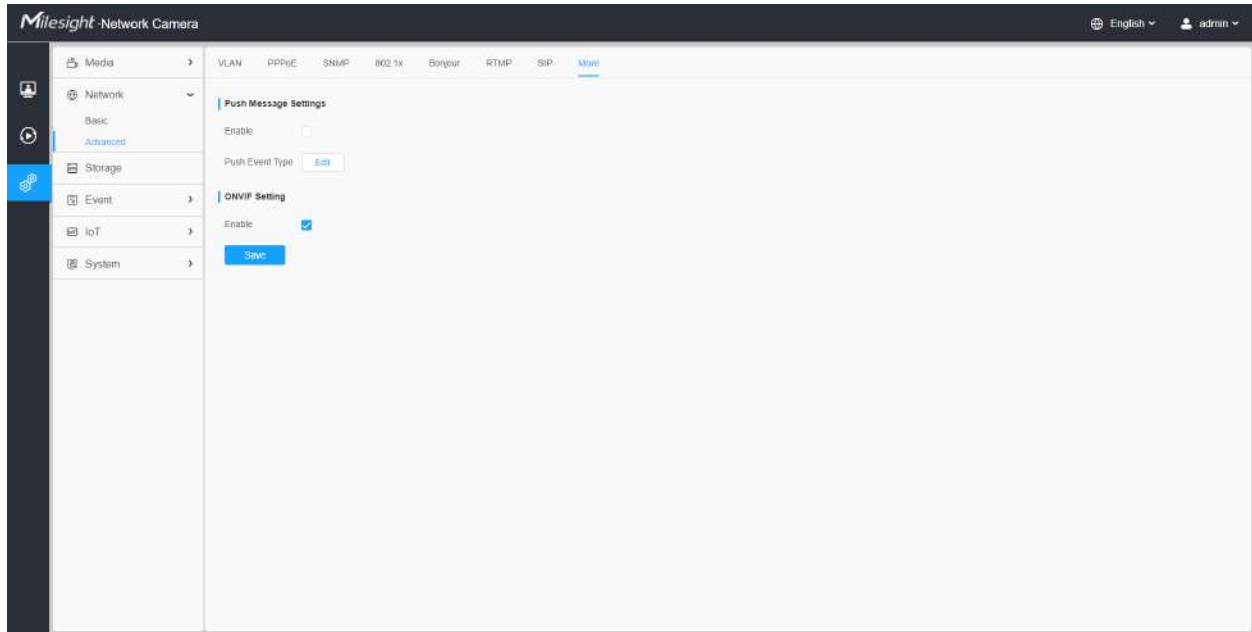 Milesight · Network Camera
English
admin
Media
Network
Basic
Advanced
Storage
Event
IoT
System
VLAN PPPoE SNMP 802.1x Bonjour RTMP SIP More
Push Message Settings
Enable
Push Event Type Edit
ONVIF Setting
Enable
Save